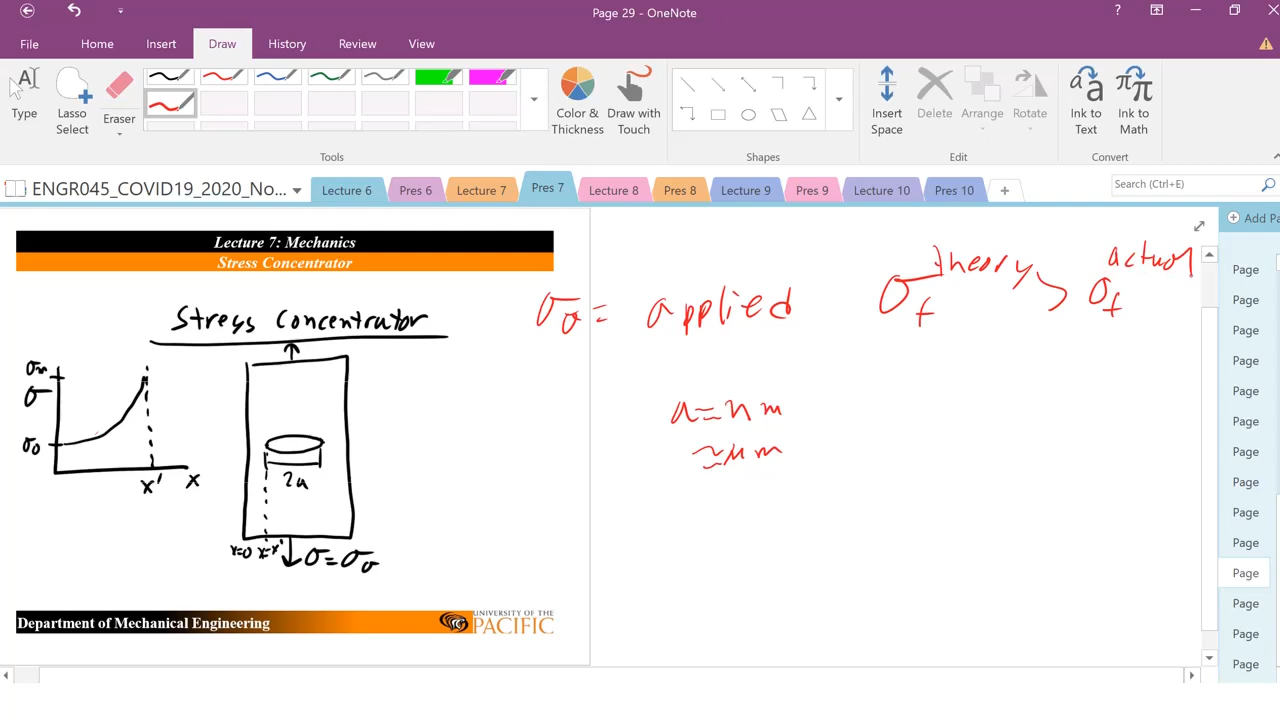 Page 29 - OneNote
?
File Home Insert Draw History Review View
Type
Lasso Select
Eraser
Color & Thickness
Draw with Touch
Insert Space
Delete
Arrange
Rotate
Ink to Text
Ink to Math
Tools
Shapes
Edit
Convert
ENGR045_COVID19_2020_No...
Lecture 6 Pres 6 Lecture 7 Pres 7 Lecture 8 Pres 8 Lecture 9 Pres 9 Lecture 10 Pres 10 +
Search (Ctrl+E)
Add Pa
Lecture 7: Mechanics
Stress Concentrator
Stress Concentrator
σm
σ
σ0
x'
x
2a
x=0 x=x'
σ=σ0
σ0 = applied
σf theory > σf actual
a≈nm
≈μm
Department of Mechanical Engineering
UNIVERSITY OF THE
PACIFIC
Page
Page
Page
Page
Page
Page
Page
Page
Page
Page
Page
Page
Page
Page